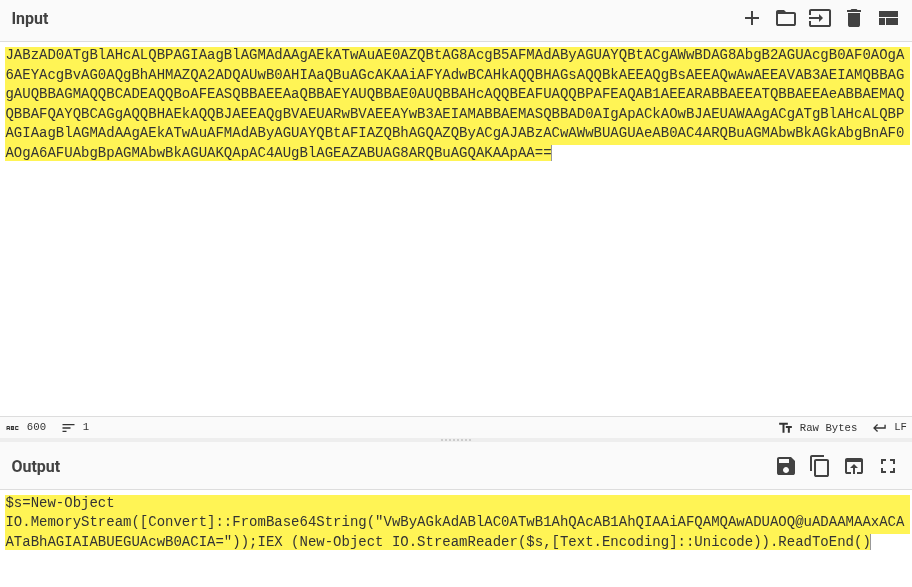 Input
JABzAD0ATgBlAHcALQBPAGIAagBlAGMAdAAgAEkATwAuAE0AZQBtAG8AcgB5AFMAdAByAGUAYQBtACgAWwBDAG8AbgB2AGUAcgB0AF0AOgA
6AEYAcgBvAG0AQgBhAHMAZQA2ADQAUwB0AHIAaQBuAGcAKAAiAFYAdwBCAHkAQQBHAGsAQQBkAEEAQgBsAEEAQwAwAEEAVAB3AEIAMQBBAG
gAUQBBAGMAQQBCADEAQQBoAFEASQBBAEEAaQBBAEYAUQBBAE0AUQBBAHcAQQBEAFUAQQBPAFEAQAB1AEEARABBAEEATQBBAEEAeABBAEMAQ
QBBAFQAYQBCAGgAQQBHAEkAQQBJAEEAQgBVAEUARwBVAEEAYwB3AEIAMABBAEMASQBBAD0AIgApACkAOwBJAEUAWAAgACgATgBlAHcALQBP
AGIAagBlAGMAdAAgAEkATwAuAFMAdAByAGUAYQBtAFIAZQBhAGQAZQByACgAJABzACwAWwBUAGUAeAB0AC4ARQBuAGMAbwBkAGkAbgBnAF0
AOgA6AFUAbgBpAGMAbwBkAGUAKQApAC4AUgBlAGEAZABUAG8ARQBuAGQAKAApAA==
ABC 600 1 Raw Bytes LF
Output
$s=New-Object
IO.MemoryStream([Convert]::FromBase64String("VwByAGkAdABlAC0ATwB1AhQAcAB1AhQIAAiAFQAMQAwADUAOQ@uADAAMAAxACA
ATaBhAGIAIABUEGUAcwB0ACIA="));IEX (New-Object IO.StreamReader($s,[Text.Encoding]::Unicode)).ReadToEnd()